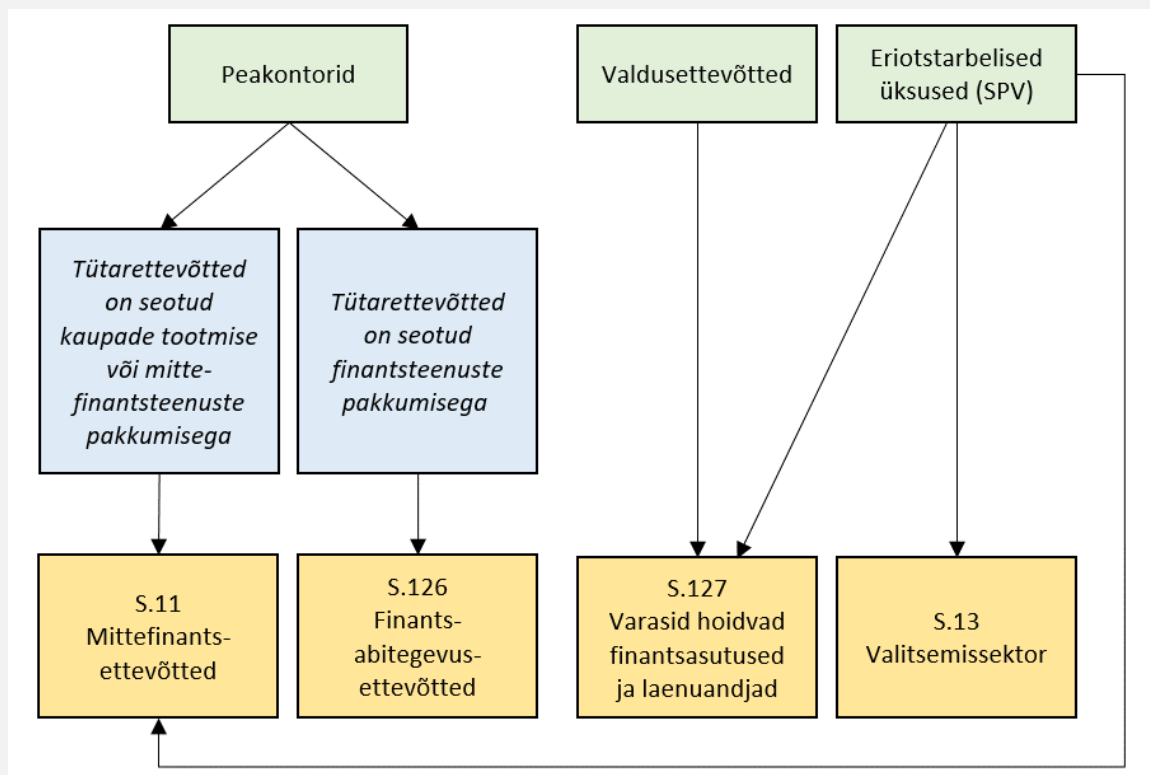 Peakontorid
Valdusettevõtted
Eriotstarbelised
üksused (SPV)
Tütarettevõtted
on seotud
kaupade tootmise
või mitte-
finantsteenuste
pakkumisega
Tütarettevõtted
on seotud
finantsteenuste
pakkumisega
S.11
Mittefinants-
ettevõtted
S.126
Finants-
abitegevus-
ettevõtted
S.127
Varasid hoidvad
finantsasutused
ja laenuandjad
S.13
Valitsemissektor